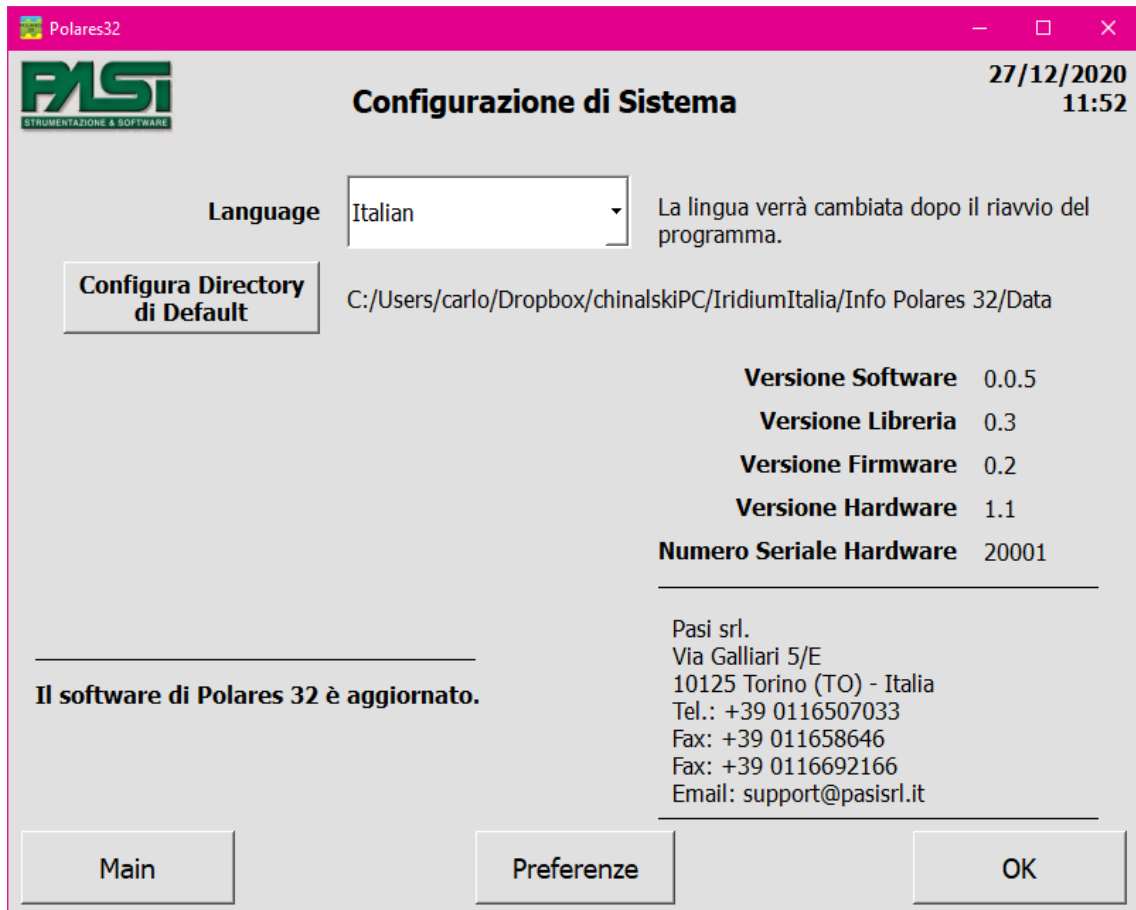 Polares32
PASI
STRUMENTAZIONE & SOFTWARE
Configurazione di Sistema
27/12/2020
11:52
Language
Italian
La lingua verrà cambiata dopo il riavvio del
programma.
Configura Directory
di Default
C:/Users/carlo/Dropbox/chinalskiPC/IridiumItalia/Info Polares 32/Data
Versione Software 0.0.5
Versione Libreria 0.3
Versione Firmware 0.2
Versione Hardware 1.1
Numero Seriale Hardware 20001
Il software di Polares 32 è aggiornato.
Pasi srl.
Via Galliari 5/E
10125 Torino (TO) - Italia
Tel.: +39 0116507033
Fax: +39 011658646
Fax: +39 0116692166
Email: support@pasisrl.it
Main
Preferenze
OK